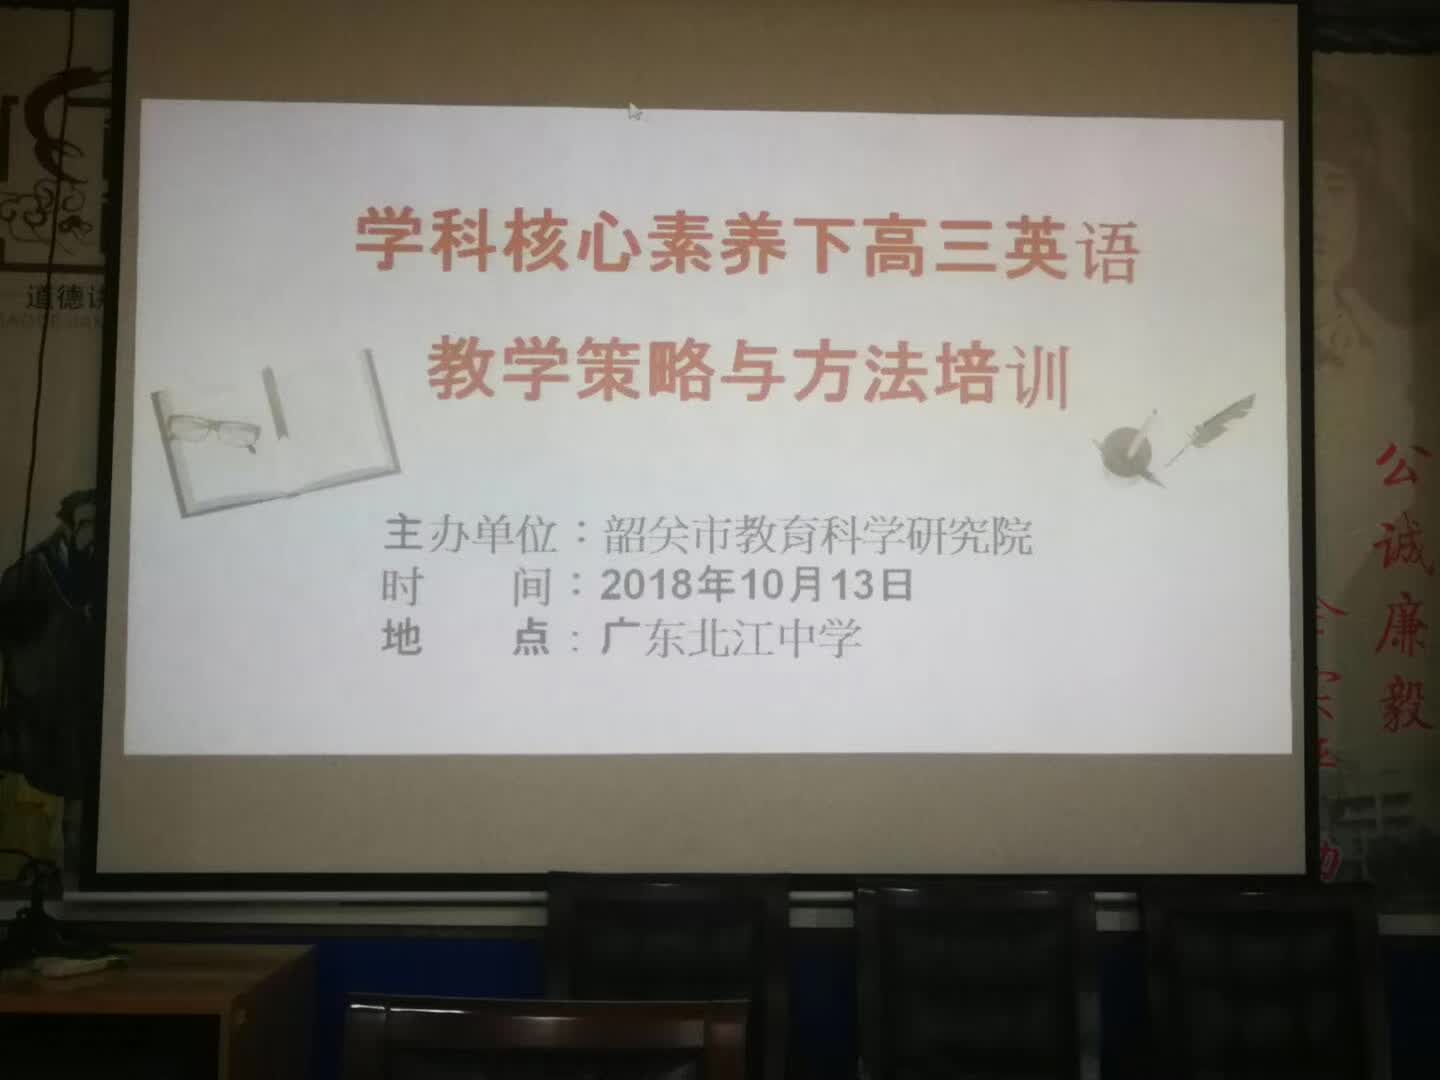 学科核心素养下高三英语
教学策略与方法培训
主办单位：韶关市教育科学研究院
时 间：2018年10月13日
地 点：广东北江中学
道德讲
公诚廉毅